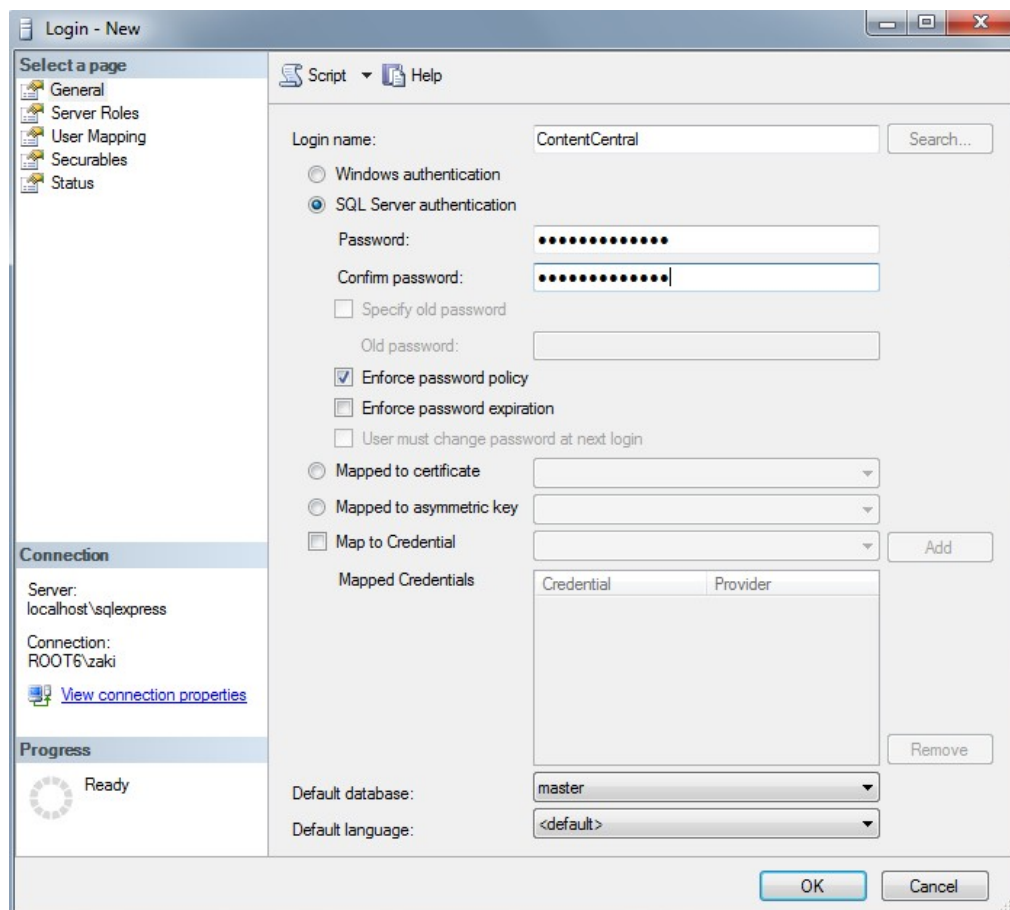 Login - New
Select a page
General
Server Roles
User Mapping
Securables
Status
Script Help
Login name: ContentCentral Search...
Windows authentication
SQL Server authentication
Password: •••••••••••••
Confirm password: •••••••••••••
Specify old password
Old password:
Enforce password policy
Enforce password expiration
User must change password at next login
Mapped to certificate
Mapped to asymmetric key
Map to Credential Add
Mapped Credentials Credential Provider
Remove
Default database: master
Default language: <default>
Connection
Server:
localhost\sqlexpress
Connection:
ROOT6\zaki
View connection properties
Progress
Ready
OK Cancel